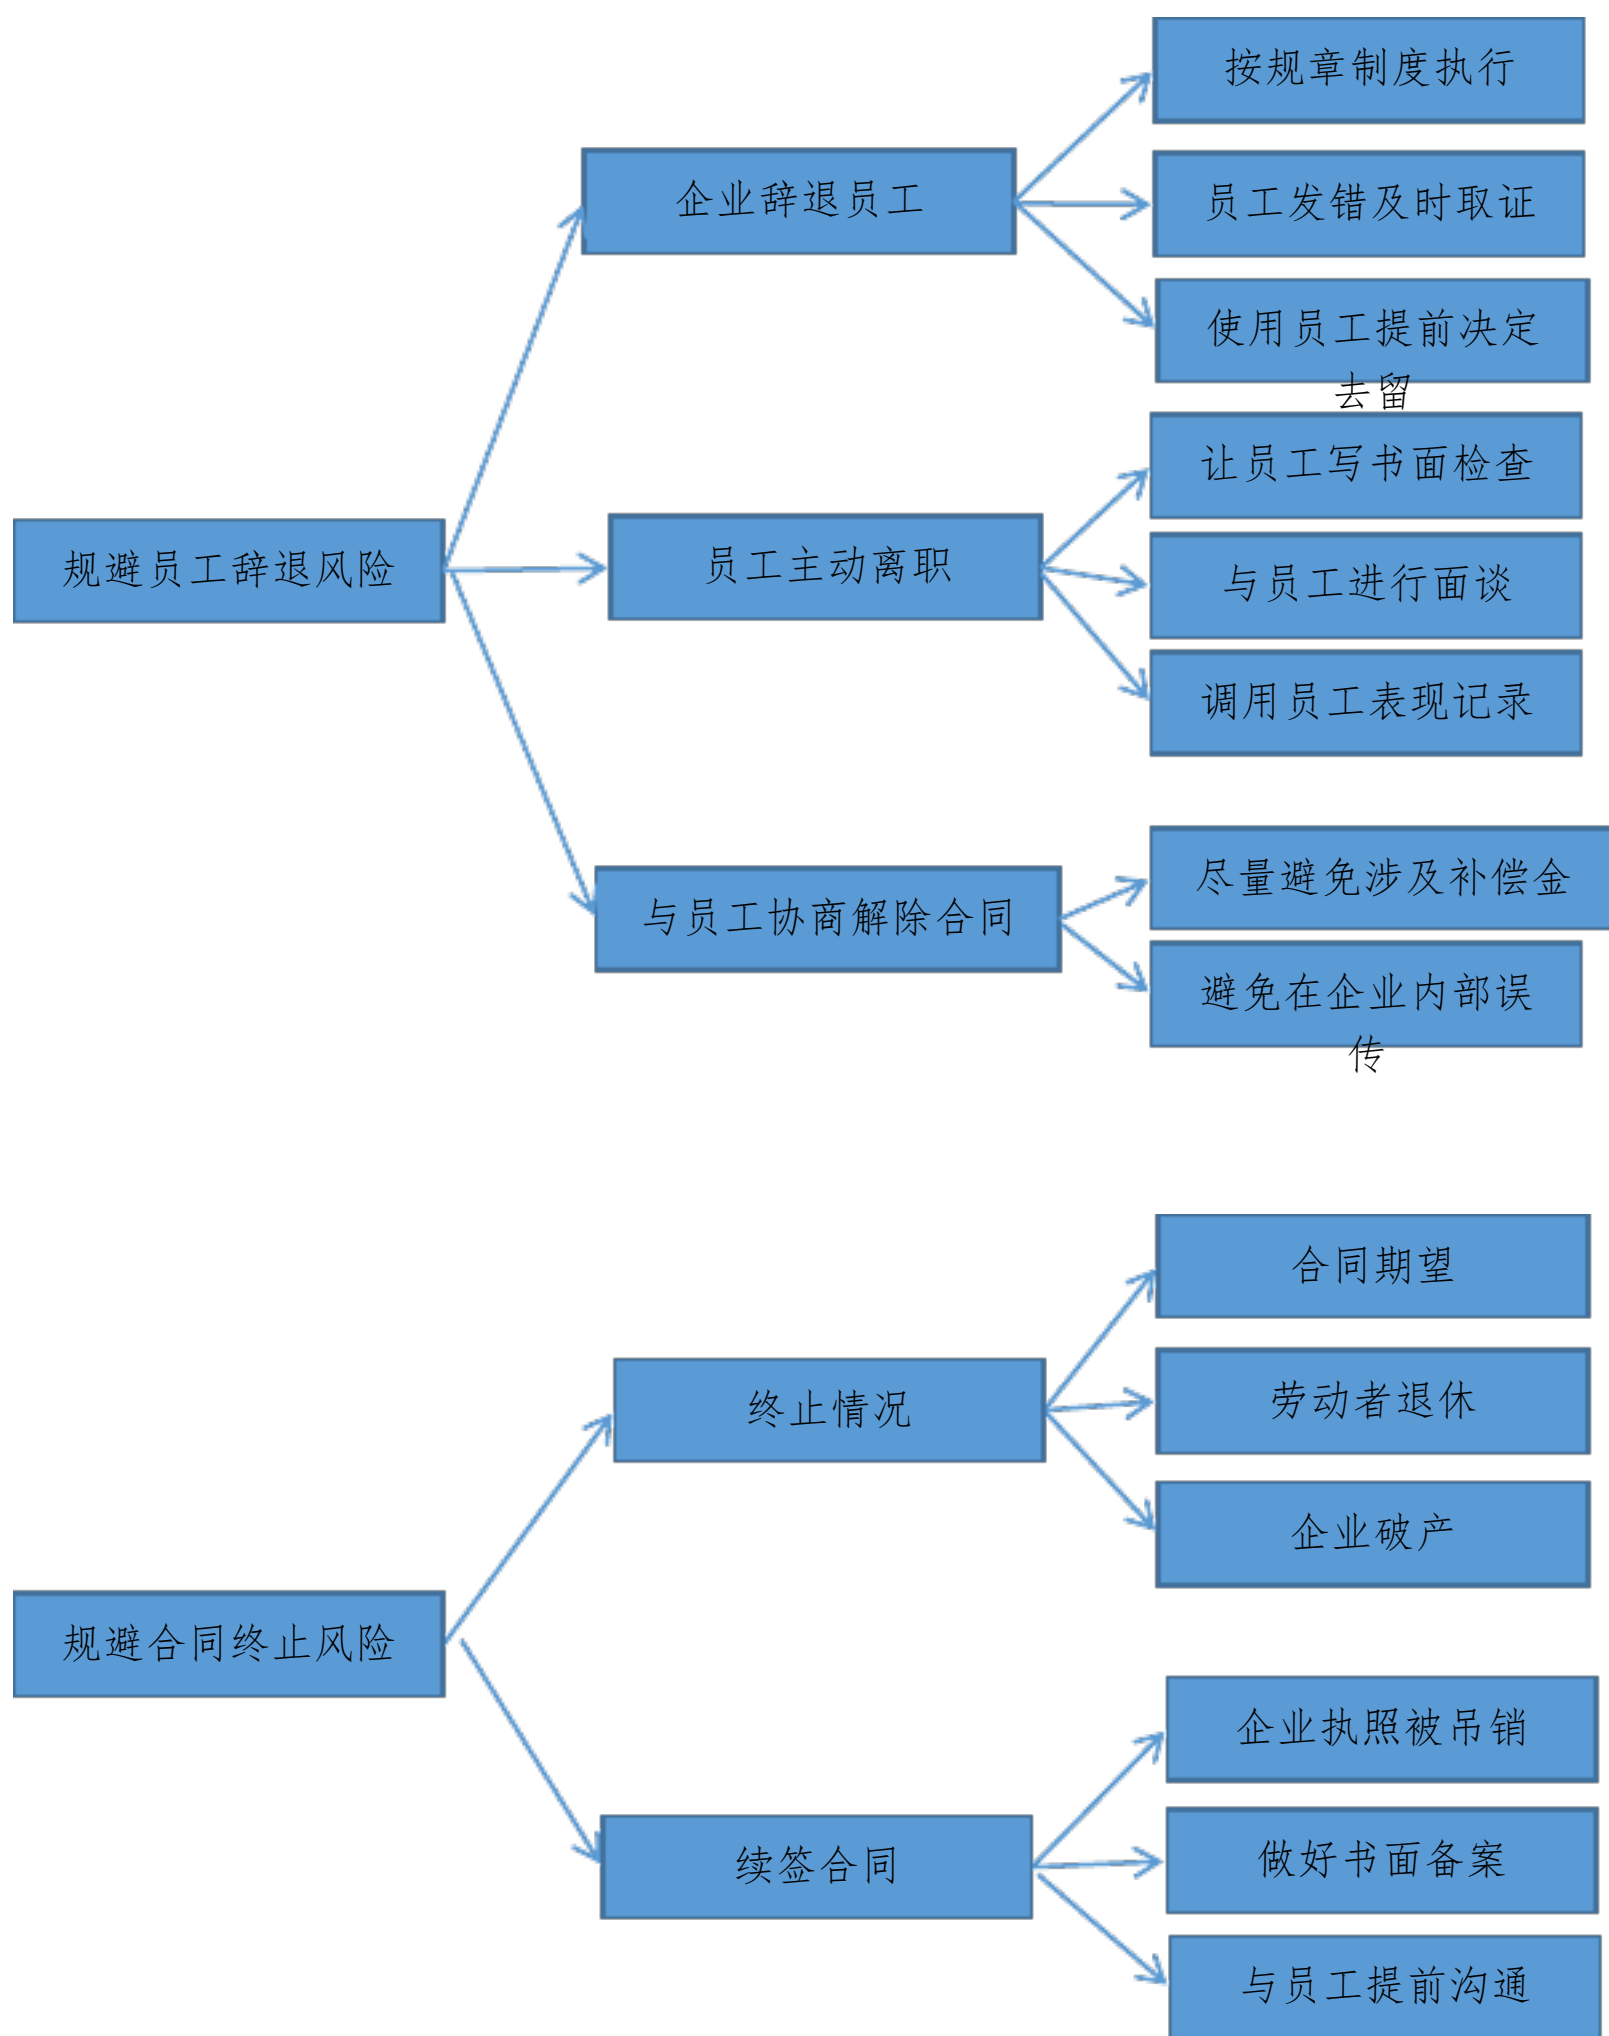 规避员工辞退风险
企业辞退员工
按规章制度执行
员工发错及时取证
使用员工提前决定
去留
员工主动离职
让员工写书面检查
与员工进行面谈
调用员工表现记录
与员工协商解除合同
尽量避免涉及补偿金
避免在企业内部误
传
规避合同终止风险
终止情况
合同期望
劳动者退休
企业破产
续签合同
企业执照被吊销
做好书面备案
与员工提前沟通